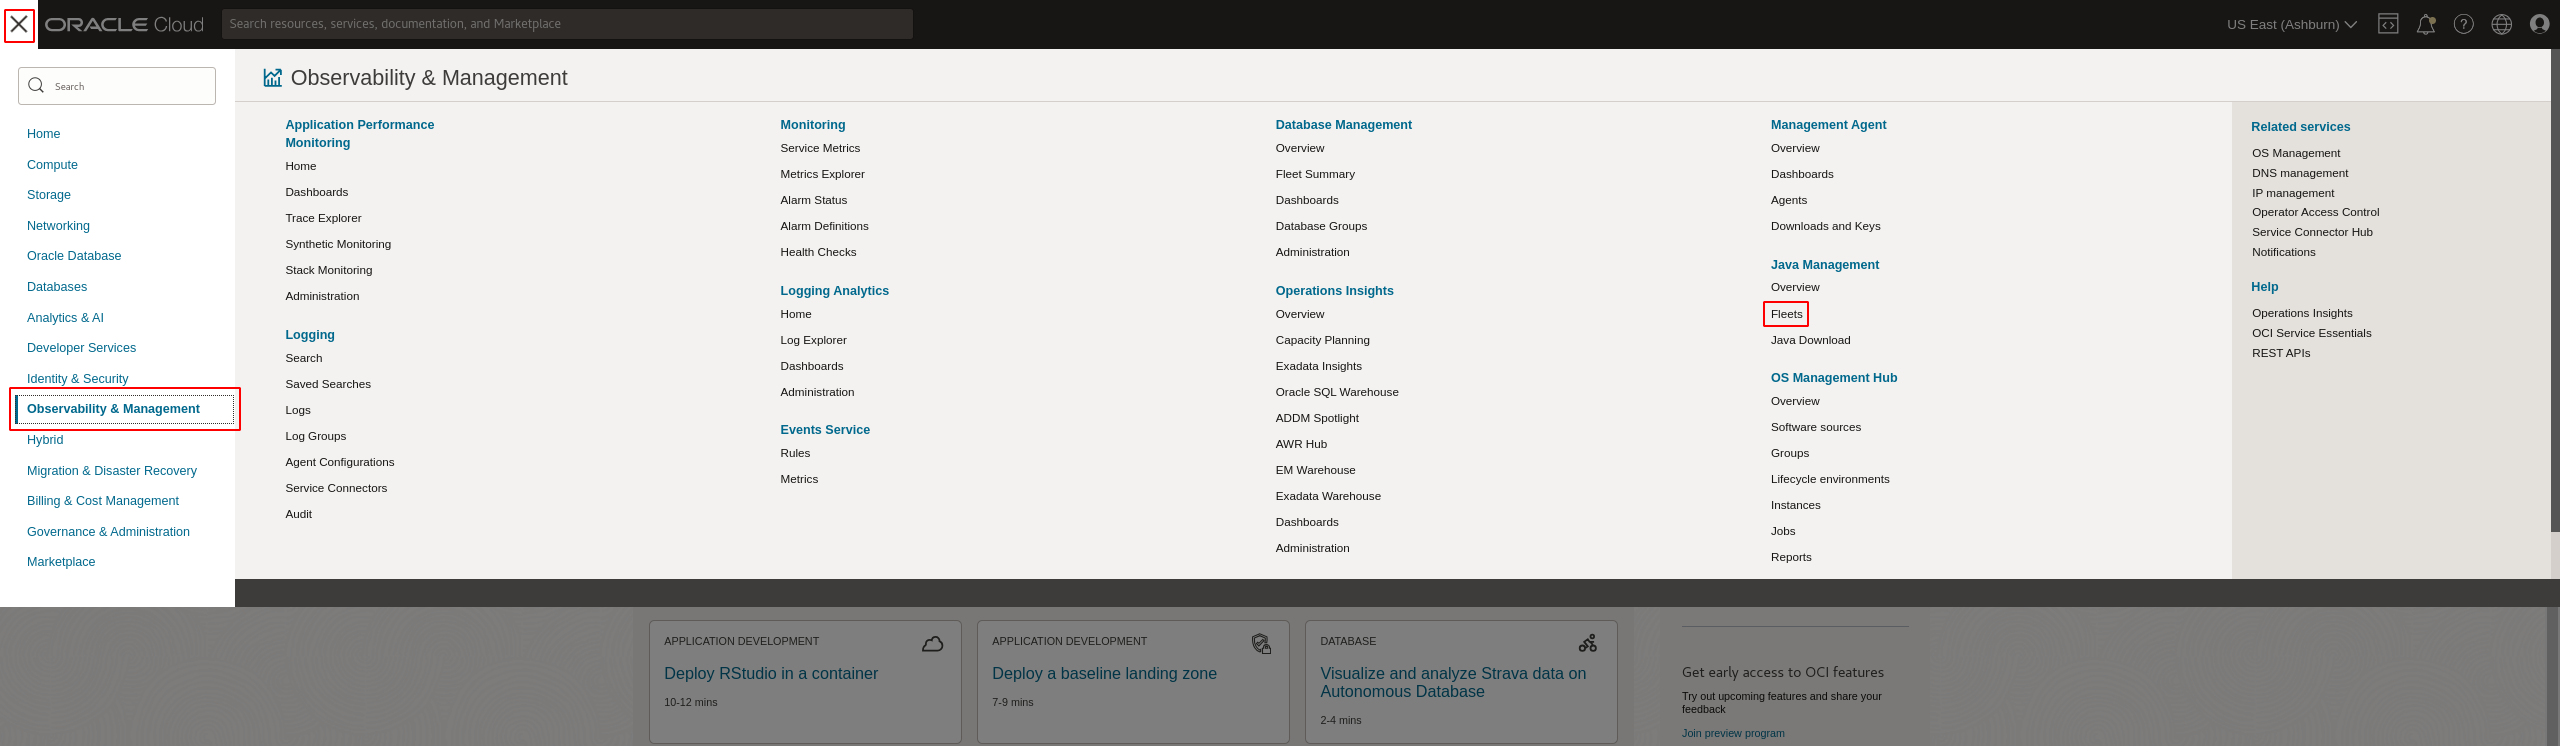 ORACLE Cloud
Search resources, services, documentation, and Marketplace
US East (Ashburn)
Search
Home
Compute
Storage
Networking
Oracle Database
Databases
Analytics & AI
Developer Services
Identity & Security
Observability & Management
Hybrid
Migration & Disaster Recovery
Billing & Cost Management
Governance & Administration
Marketplace
Observability & Management
Application Performance
Monitoring
Home
Dashboards
Trace Explorer
Synthetic Monitoring
Stack Monitoring
Administration
Logging
Search
Saved Searches
Logs
Log Groups
Agent Configurations
Service Connectors
Audit
Monitoring
Service Metrics
Metrics Explorer
Alarm Status
Alarm Definitions
Health Checks
Logging Analytics
Home
Log Explorer
Dashboards
Administration
Events Service
Rules
Metrics
Database Management
Overview
Fleet Summary
Dashboards
Database Groups
Administration
Operations Insights
Overview
Capacity Planning
Exadata Insights
Oracle SQL Warehouse
ADDM Spotlight
AWR Hub
EM Warehouse
Exadata Warehouse
Dashboards
Administration
Management Agent
Overview
Dashboards
Agents
Downloads and Keys
Java Management
Overview
Fleets
Java Download
OS Management Hub
Overview
Software sources
Groups
Lifecycle environments
Instances
Jobs
Reports
Related services
OS Management
DNS management
IP management
Operator Access Control
Service Connector Hub
Notifications
Help
Operations Insights
OCI Service Essentials
REST APIs
APPLICATION DEVELOPMENT
Deploy RStudio in a container
10-12 mins
APPLICATION DEVELOPMENT
Deploy a baseline landing zone
7-9 mins
DATABASE
Visualize and analyze Strava data on
Autonomous Database
2-4 mins
Get early access to OCI features
Try out upcoming features and share your
feedback
Join preview program